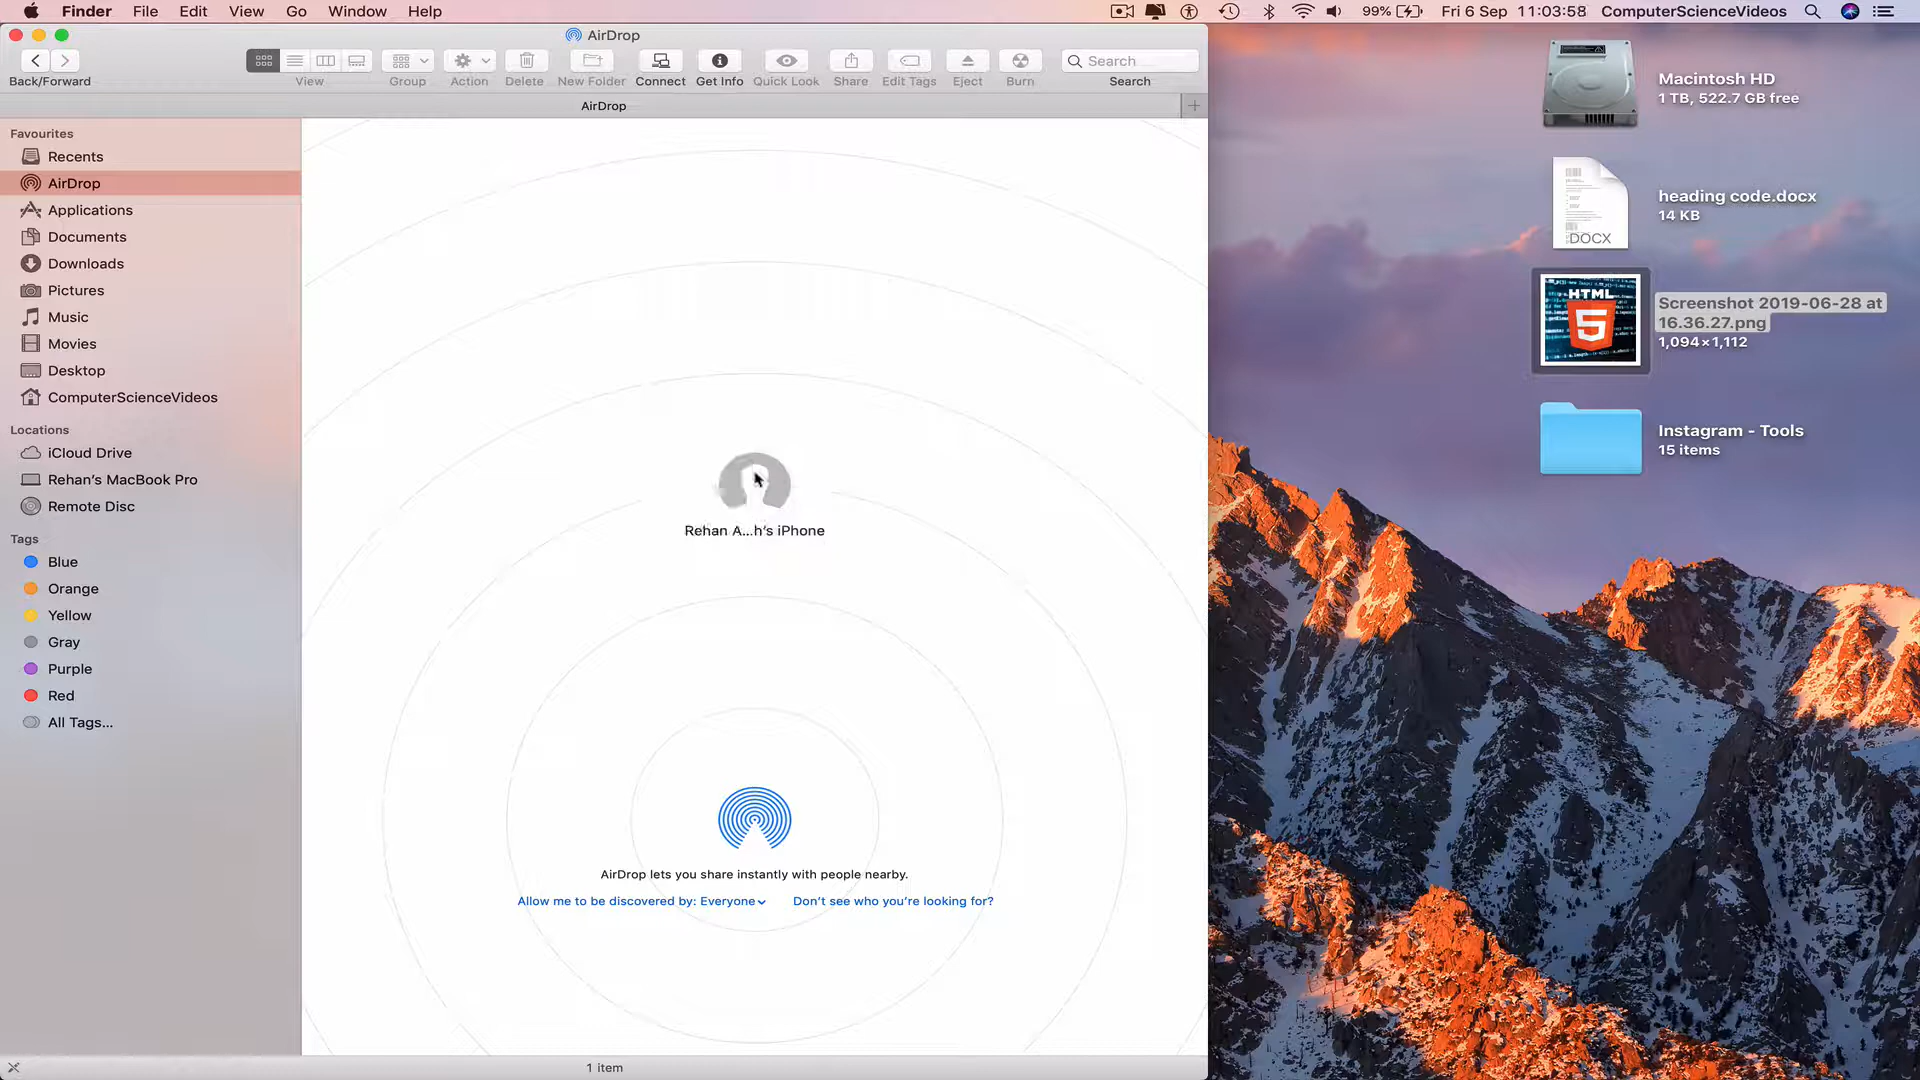 Finder File Edit View Go Window Help
99% Fri 6 Sep 11:03:58 ComputerScienceVideos
AirDrop
Search
Back/Forward View Group Action Delete New Folder Connect Get Info Quick Look Share Edit Tags Eject Burn Search
AirDrop
Favourites
Recents
AirDrop
Applications
Documents
Downloads
Pictures
Music
Movies
Desktop
ComputerScienceVideos
Locations
iCloud Drive
Rehan's MacBook Pro
Remote Disc
Tags
Blue
Orange
Yellow
Gray
Purple
Red
All Tags...
Rehan A...h's iPhone
AirDrop lets you share instantly with people nearby.
Allow me to be discovered by: Everyone
Don't see who you're looking for?
1 item
Macintosh HD
1 TB, 522.7 GB free
DOCX
heading code.docx
14 KB
HTML
5
Screenshot 2019-06-28 at
16.36.27.png
1,094×1,112
Instagram - Tools
15 items